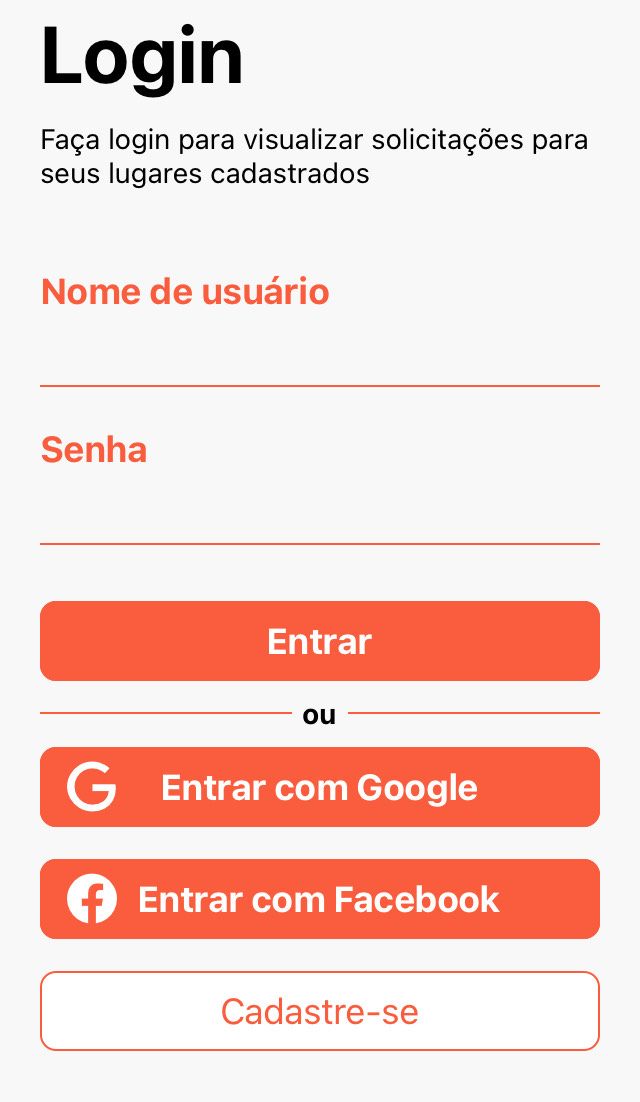 Login
Faça login para visualizar solicitações para
seus lugares cadastrados
Nome de usuário
Senha
Entrar
ou
Entrar com Google
Entrar com Facebook
Cadastre-se